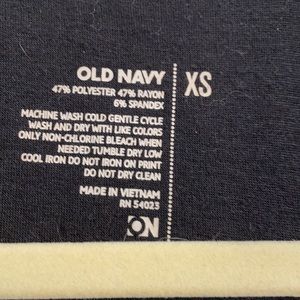 OLD NAVY
47% POLYESTER 47% RAYON
6% SPANDEX
MACHINE WASH COLD GENTLE CYCLE
WASH AND DRY WITH LIKE COLORS
ONLY NON-CHLORINE BLEACH WHEN
NEEDED TUMBLE DRY LOW
COOL IRON DO NOT IRON ON PRINT
DO NOT DRY CLEAN
MADE IN VIETNAM
RN 54023
ON
XS